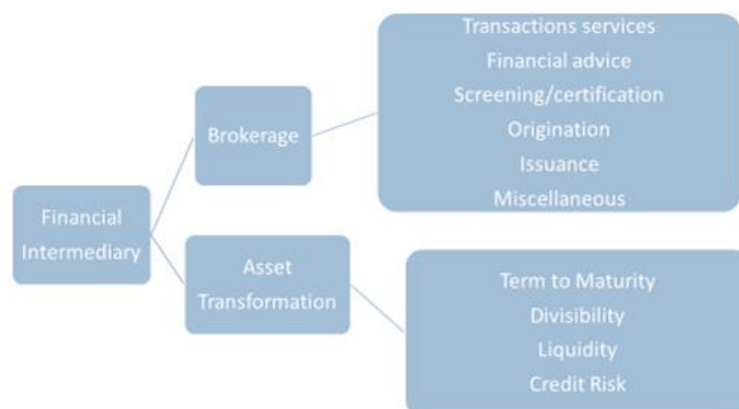 Financial
Intermediary
Brokerage
Transactions services
Financial advice
Screening/certification
Origination
Issuance
Miscellaneous
Asset
Transformation
Term to Maturity
Divisibility
Liquidity
Credit Risk